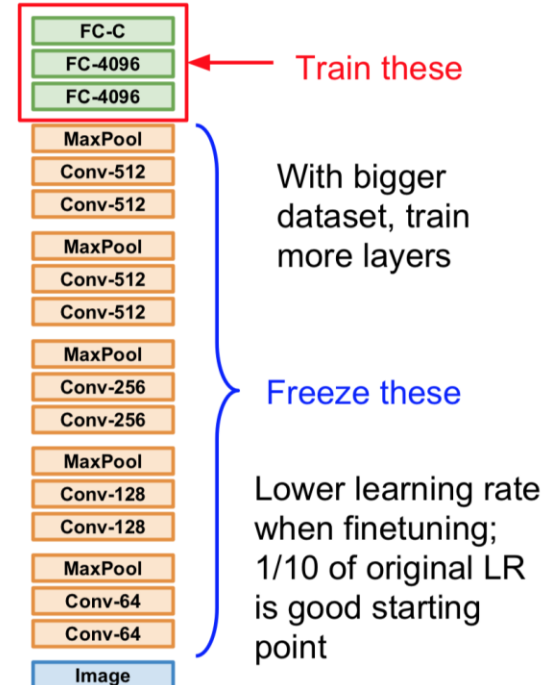 FC-C
FC-4096
FC-4096
Train these
MaxPool
Conv-512
Conv-512
With bigger
dataset, train
more layers
MaxPool
Conv-512
Conv-512
MaxPool
Conv-256
Conv-256
Freeze these
MaxPool
Conv-128
Conv-128
MaxPool
Conv-64
Conv-64
Lower learning rate
when finetuning;
1/10 of original LR
is good starting
point
Image